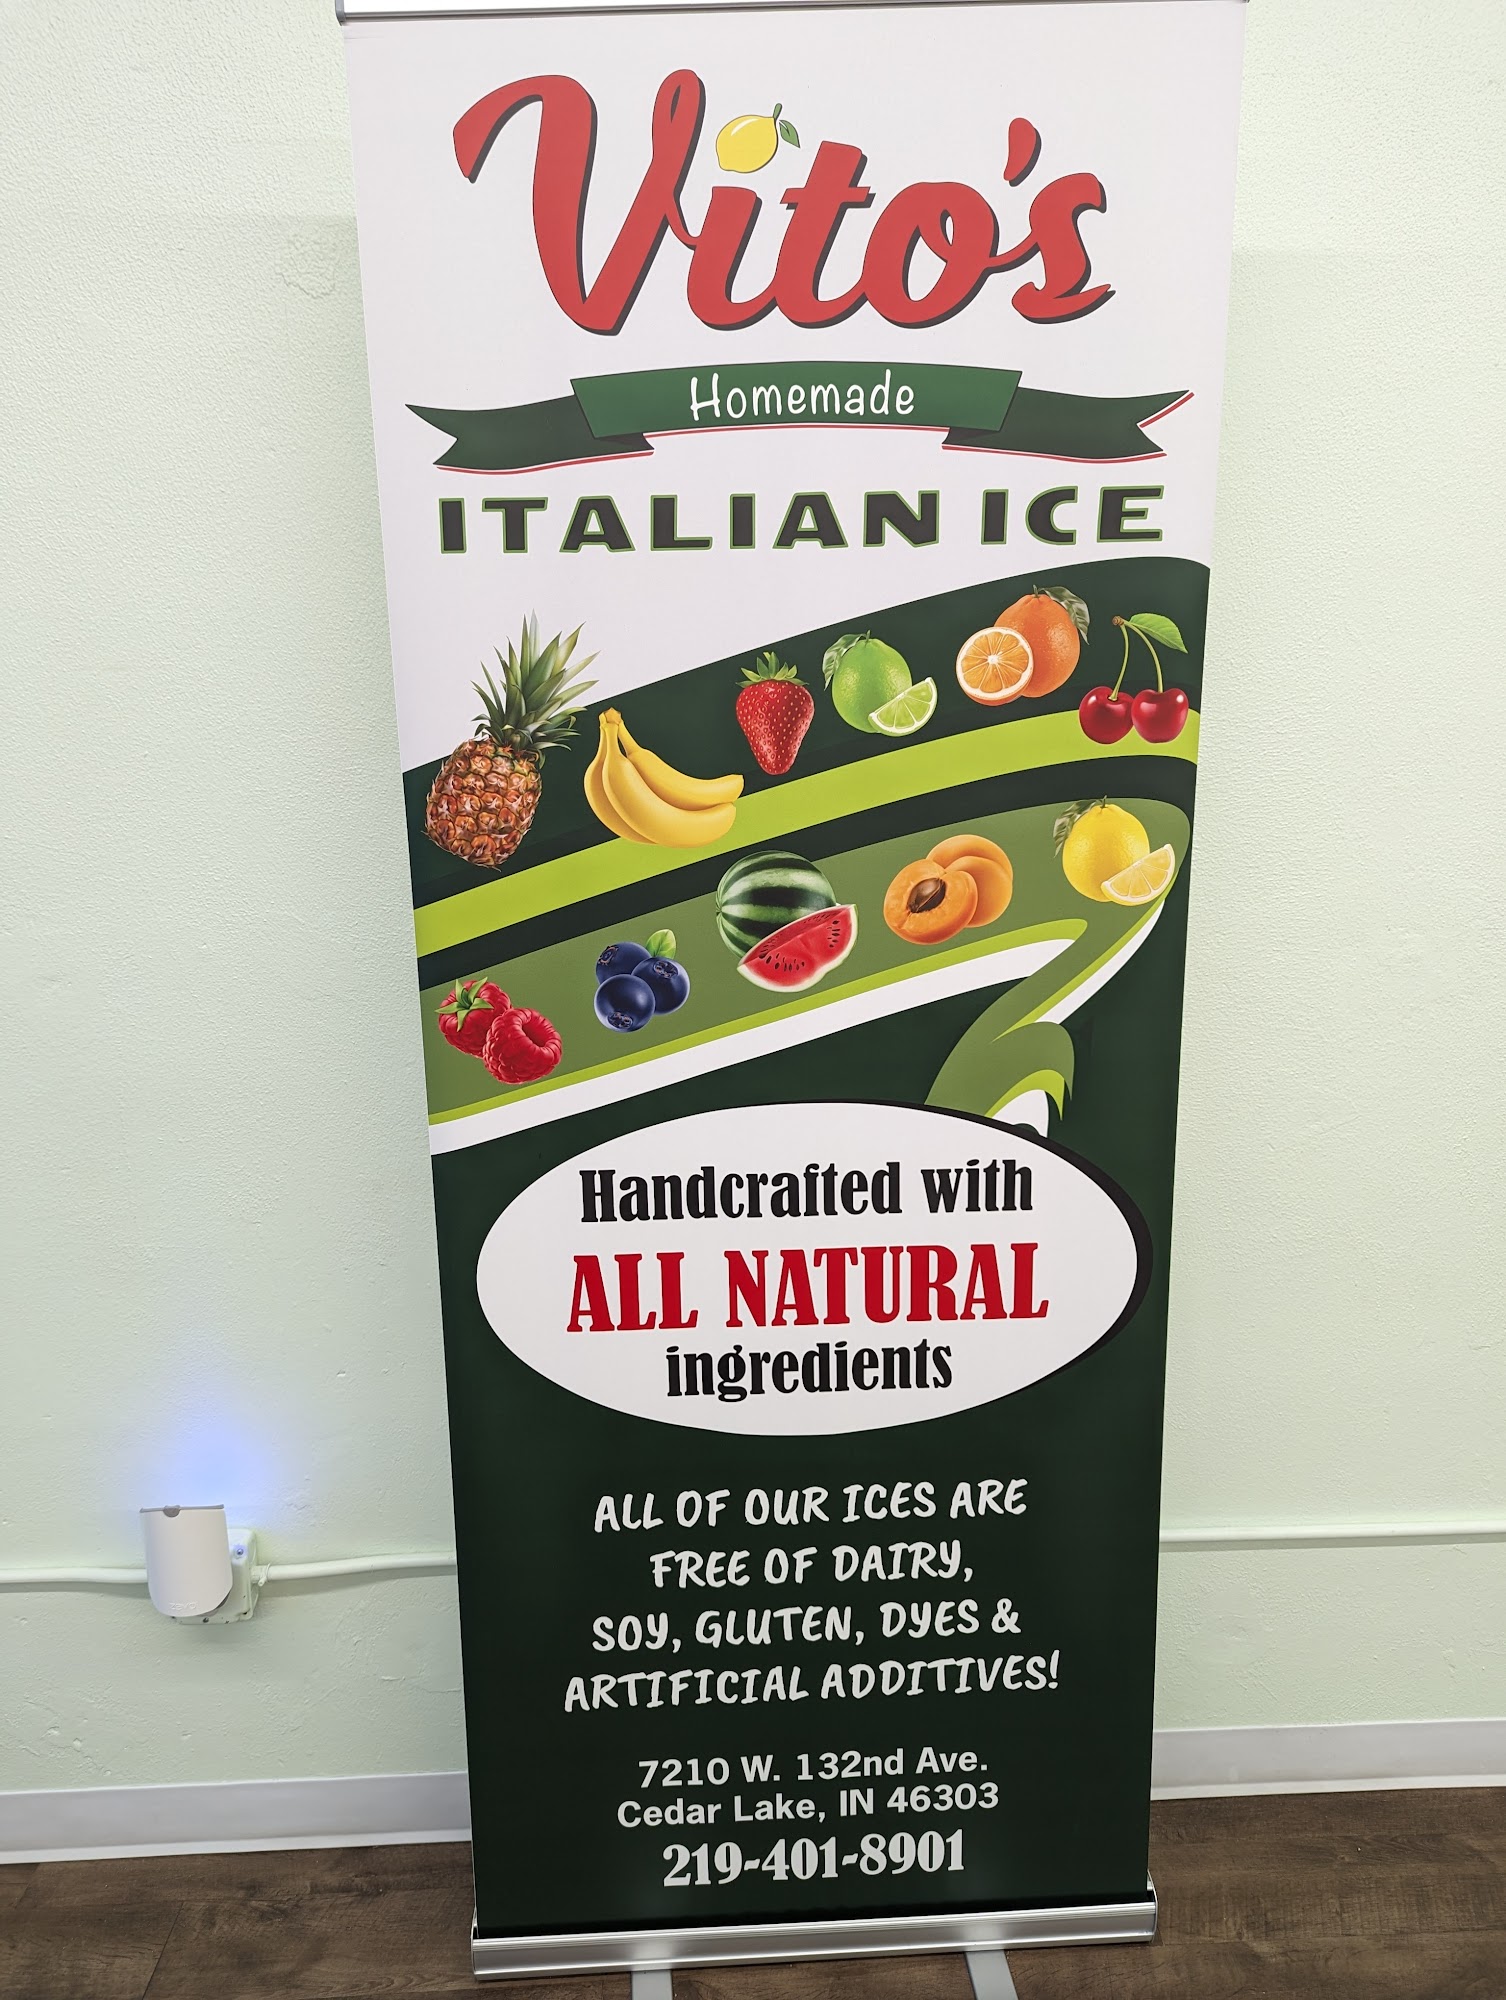 Vito's
Homemade
ITALIAN ICE
Handcrafted with
ALL NATURAL
ingredients
ALL OF OUR ICES ARE
FREE OF DAIRY,
SOY, GLUTEN, DYES &
ARTIFICIAL ADDITIVES!
7210 W. 132nd Ave.
Cedar Lake, IN 46303
219-401-8901
ZEVO